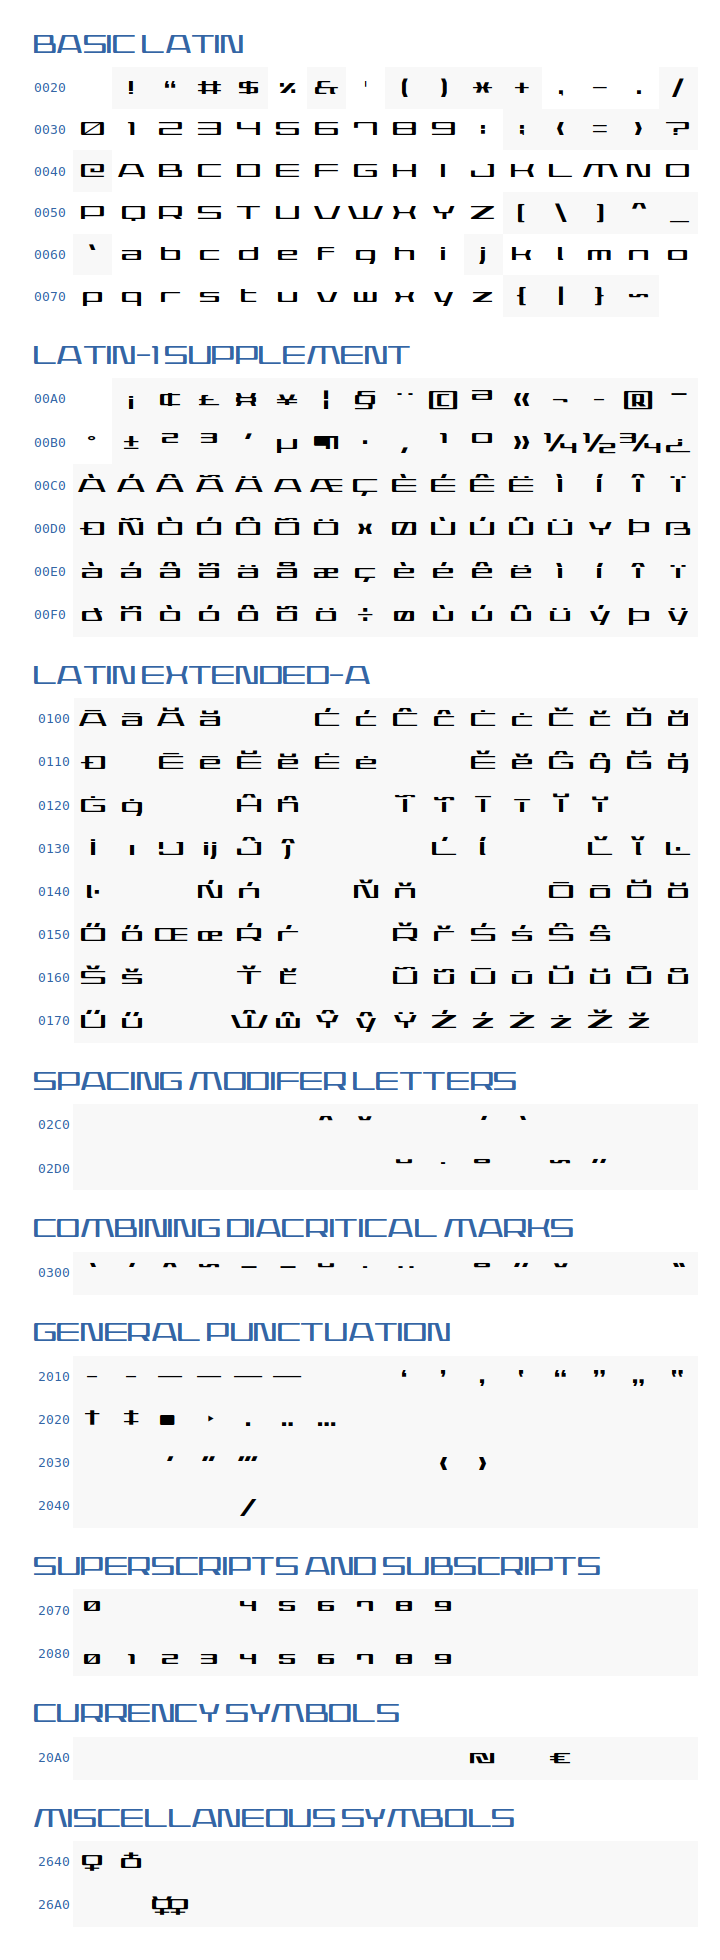 BASIC LATIN
0020 ! “ # $ % & ' ( ) * + , - . /
0030 0 1 2 3 4 5 6 7 8 9 : ; < = > ?
0040 @ A B C D E F G H I J K L M N O
0050 P Q R S T U V W X Y Z [ \ ] ^ _
0060 ` a b c d e f g h i j k l m n o
0070 p q r s t u v w x y z { | } ~
LATIN-1 SUPPLEMENT
00A0 ¡ ¢ £ ¤ ¥ ¦ § ¨ © ª « ¬ - ® ¯
00B0 ° ± ² ³ ´ µ ¶ · ¸ ¹ º » ¼ ½ ¾ ¿
00C0 À Á Â Ã Ä A Æ Ç È É Ê Ë Ì Í Î Ï
00D0 Ð Ñ Ò Ó Ô Õ Ö × Ø Ù Ú Û Ü Y Þ ß
00E0 à á â ã ä å æ ç è é ê ë ì í î ï
00F0 ð ñ ò ó ô õ ö ÷ ø ù ú û ü ý þ ÿ
LATIN EXTENDED-A
0100 Ā ā Ă ă Ć ć Ĉ ĉ Ċ ċ Č č Ď ď
0110 Đ Ē ē Ĕ ĕ Ė ė Ě ě Ĝ ĝ Ğ ğ
0120 Ġ ġ Ĥ ĥ Ĩ ĩ Ī ī Ĭ ĭ
0130 İ ı Ĳ ĳ Ĵ ĵ Ĺ ĺ Ľ ľ Ŀ
0140 ŀ Ń ń Ň ň Ō ō Ŏ ŏ
0150 Ő ő Œ œ Ŕ ŕ Ř ř Ś ś Ŝ ŝ
0160 Š š Ť ť Ũ ũ Ū ū Ŭ ŭ Ů ů
0170 Ű ű Ŵ ŵ Ŷ ŷ Ÿ Ź ź Ż ż Ž ž
SPACING MODIFER LETTERS
02C0 ˆ ˇ ˊ ˋ
02D0 ˘ ˙ ˚ ˜ ˝
COMBINING DIACRITICAL MARKS
0300 ̀ ́ ̂ ̃ ̄ ̅ ̆ ̇ ̈ ̊ ̋ ̌ ̏
GENERAL PUNCTUATION
2010 ‐ ‑ ‒ – — ― ‘ ’ ‚ ‛ “ ” „ ‟
2020 † ‡ • ‣ ․ ‥ …
2030 ′ ″ ‴ ‹ ›
2040 ⁄
SUPERSCRIPTS AND SUBSCRIPTS
2070 ⁰ ⁴ ⁵ ⁶ ⁷ ⁸ ⁹
2080 ₀ ₁ ₂ ₃ ₄ ₅ ₆ ₇ ₈ ₉
CURRENCY SYMBOLS
20A0 ₪ €
MISCELLANEOUS SYMBOLS
2640 ♀ ♁
26A0 ⚢